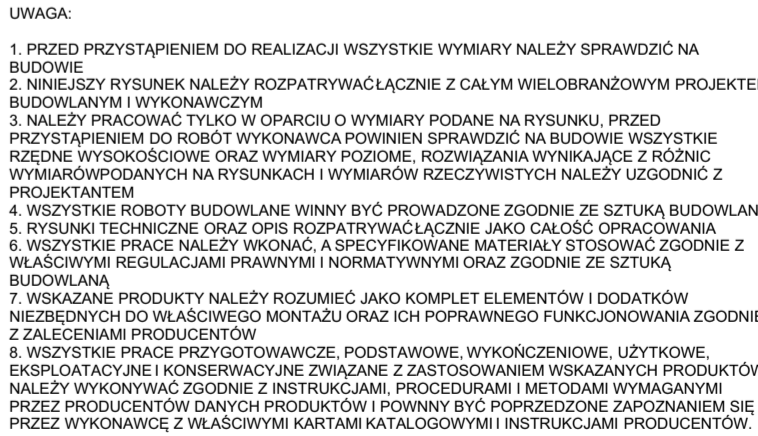 UWAGA:
1. PRZED PRZYSTĄPIENIEM DO REALIZACJI WSZYSTKIE WYMIARY NALEŻY SPRAWDZIĆ NA
BUDOWIE
2. NINIEJSZY RYSUNEK NALEŻY ROZPATRYWAĆ ŁĄCZNIE Z CAŁYM WIELOBRANŻOWYM PROJEKTE
BUDOWLANYM I WYKONAWCZYM
3. NALEŻY PRACOWAĆ TYLKO W OPARCIU O WYMIARY PODANE NA RYSUNKU, PRZED
PRZYSTĄPIENIEM DO ROBÓT WYKONAWCA POWINIEN SPRAWDZIĆ NA BUDOWIE WSZYSTKIE
RZĘDNE WYSOKOŚCIOWE ORAZ WYMIARY POZIOME, ROZWIĄZANIA WYNIKAJĄCE Z RÓŻNIC
WYMIARÓWPODANYCH NA RYSUNKACH I WYMIARÓW RZECZYWISTYCH NALEŻY UZGODNIĆ Z
PROJEKTANTEM
4. WSZYSTKIE ROBOTY BUDOWLANE WINNY BYĆ PROWADZONE ZGODNIE ZE SZTUKĄ BUDOWLAN
5. RYSUNKI TECHNICZNE ORAZ OPIS ROZPATRYWAĆ ŁĄCZNIE JAKO CAŁOŚĆ OPRACOWANIA
6. WSZYSTKIE PRACE NALEŻY WKONAĆ, A SPECYFIKOWANE MATERIAŁY STOSOWAĆ ZGODNIE Z
WŁAŚCIWYMI REGULACJAMI PRAWNYMI I NORMATYWNYMI ORAZ ZGODNIE ZE SZTUKĄ
BUDOWLANĄ
7. WSKAZANE PRODUKTY NALEŻY ROZUMIEĆ JAKO KOMPLET ELEMENTÓW I DODATKÓW
NIEZBĘDNYCH DO WŁAŚCIWEGO MONTAŻU ORAZ ICH POPRAWNEGO FUNKCJONOWANIA ZGODNIE
Z ZALECENIAMI PRODUCENTÓW
8. WSZYSTKIE PRACE PRZYGOTOWAWCZE, PODSTAWOWE, WYKOŃCZENIOWE, UŻYTKOWE,
EKSPLOATACYJNE I KONSERWACYJNE ZWIĄZANE Z ZASTOSOWANIEM WSKAZANYCH PRODUKTÓW
NALEŻY WYKONYWAĆ ZGODNIE Z INSTRUKCJAMI, PROCEDURAMI I METODAMI WYMAGANYMI
PRZEZ PRODUCENTÓW DANYCH PRODUKTÓW I POWNNY BYĆ POPRZEDZONE ZAPOZNANIEM SIĘ
PRZEZ WYKONAWCĘ Z WŁAŚCIWYMI KARTAMI KATALOGOWYMI I INSTRUKCJAMI PRODUCENTÓW.